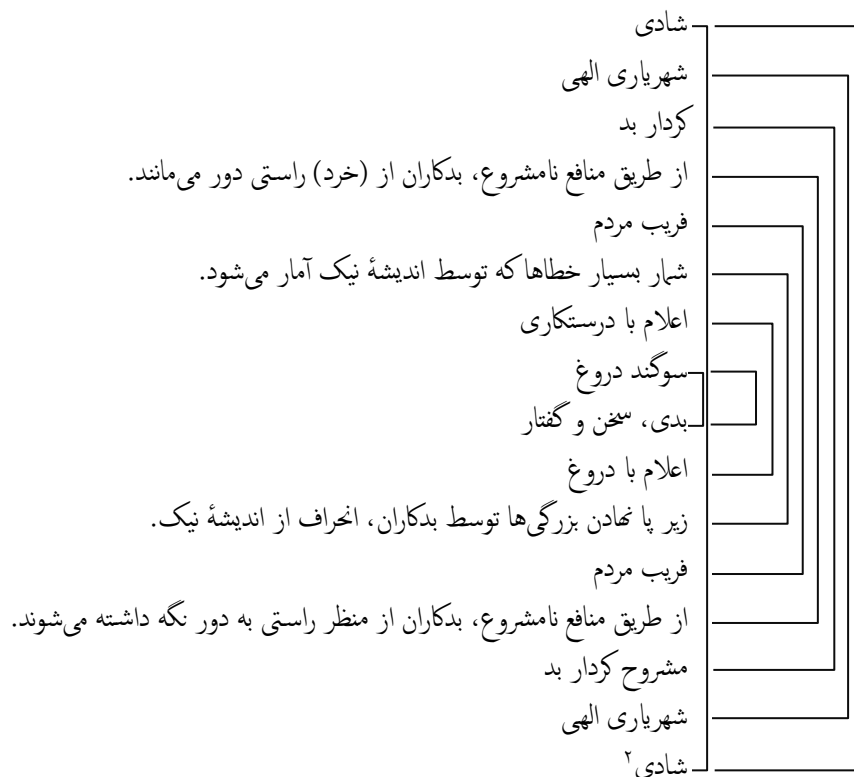 شادی
شهریاری الهی
کردار بد
از طریق منافع نامشروع، بدکاران از (خرد) راستی دور می‌مانند.
فریب مردم
شمار بسیار خطاها که توسط اندیشهٔ نیک آمار می‌شود.
اعلام با درستکاری
سوگند دروغ
بدی، سخن و گفتار
اعلام با دروغ
زیر پا نهادن بزرگی‌ها توسط بدکاران، انحراف از اندیشهٔ نیک.
فریب مردم
از طریق منافع نامشروع، بدکاران از منظر راستی به دور نگه داشته می‌شوند.
مشروح کردار بد
شهریاری الهی
شادی۲